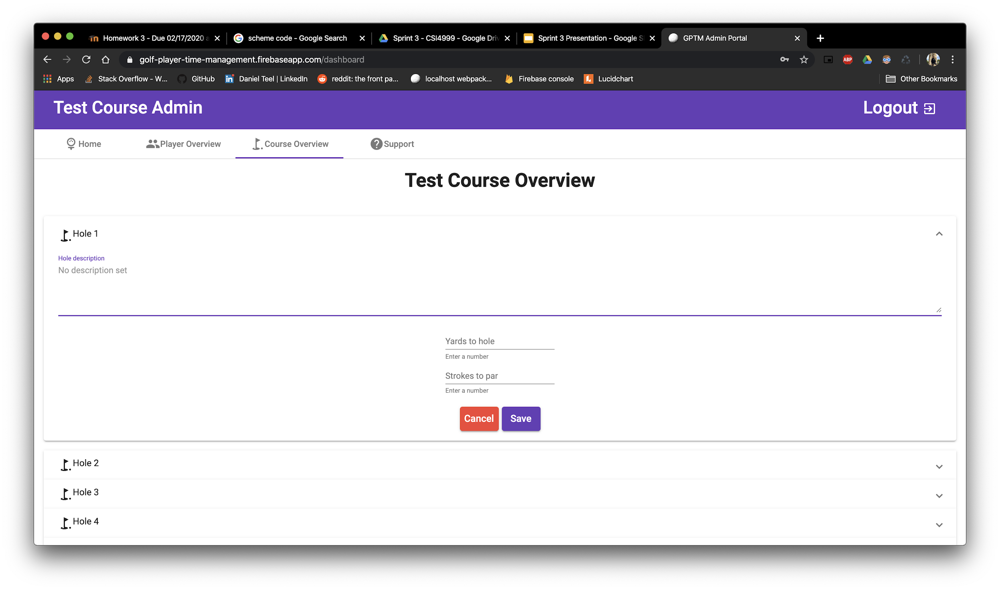 Homework 3 - Due 02/17/2020 a
scheme code - Google Search
Sprint 3 - CSI4999 - Google Driv
Sprint 3 Presentation - Google Sl
GPTM Admin Portal
golf-player-time-management.firebaseapp.com/dashboard
ABP
Apps
Stack Overflow - W...
GitHub
Daniel Teel | LinkedIn
reddit: the front pa...
localhost webpack...
Firebase console
Lucidchart
Other Bookmarks
Test Course Admin
Logout
Home
Player Overview
Course Overview
Support
Test Course Overview
Hole 1
Hole description
No description set
Yards to hole
Enter a number
Strokes to par
Enter a number
Cancel
Save
Hole 2
Hole 3
Hole 4